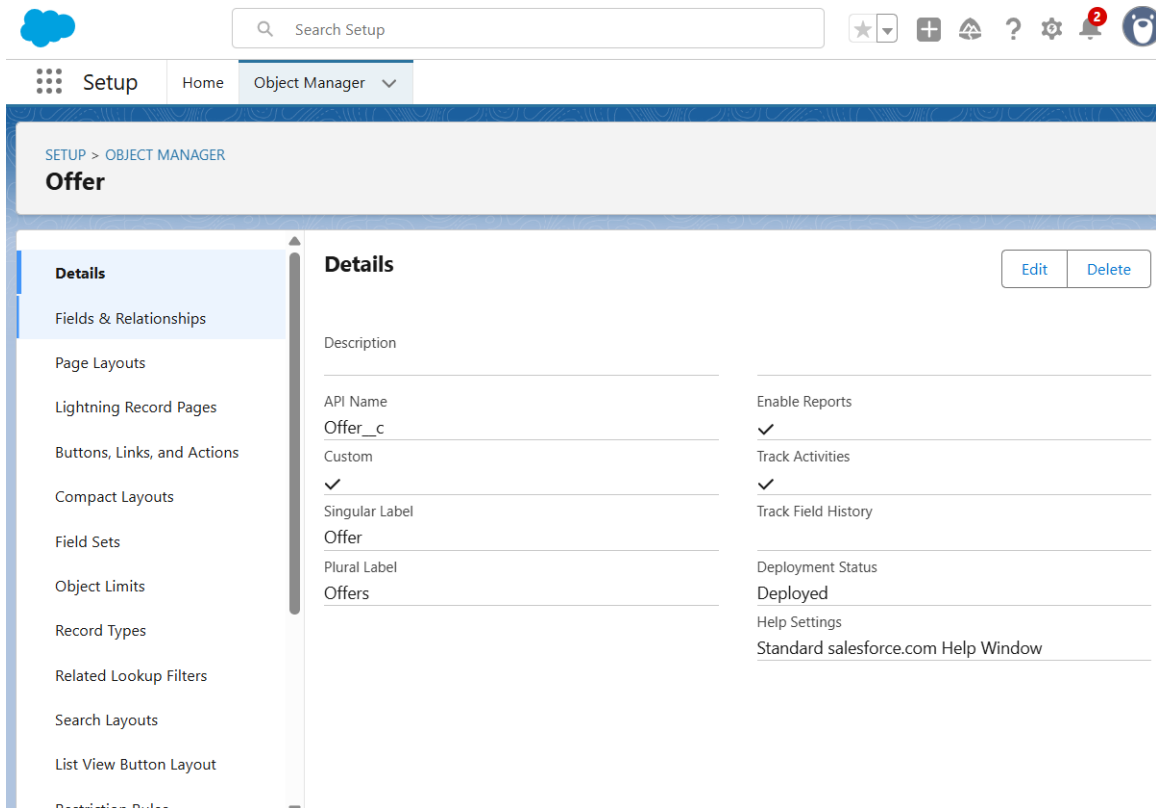 Search Setup
2
Setup
Home
Object Manager
SETUP > OBJECT MANAGER
Offer
Details
Fields & Relationships
Page Layouts
Lightning Record Pages
Buttons, Links, and Actions
Compact Layouts
Field Sets
Object Limits
Record Types
Related Lookup Filters
Search Layouts
List View Button Layout
Restriction Rules
Details
Edit
Delete
Description
API Name
Offer__c
Custom
Singular Label
Offer
Plural Label
Offers
Enable Reports
Track Activities
Track Field History
Deployment Status
Deployed
Help Settings
Standard salesforce.com Help Window